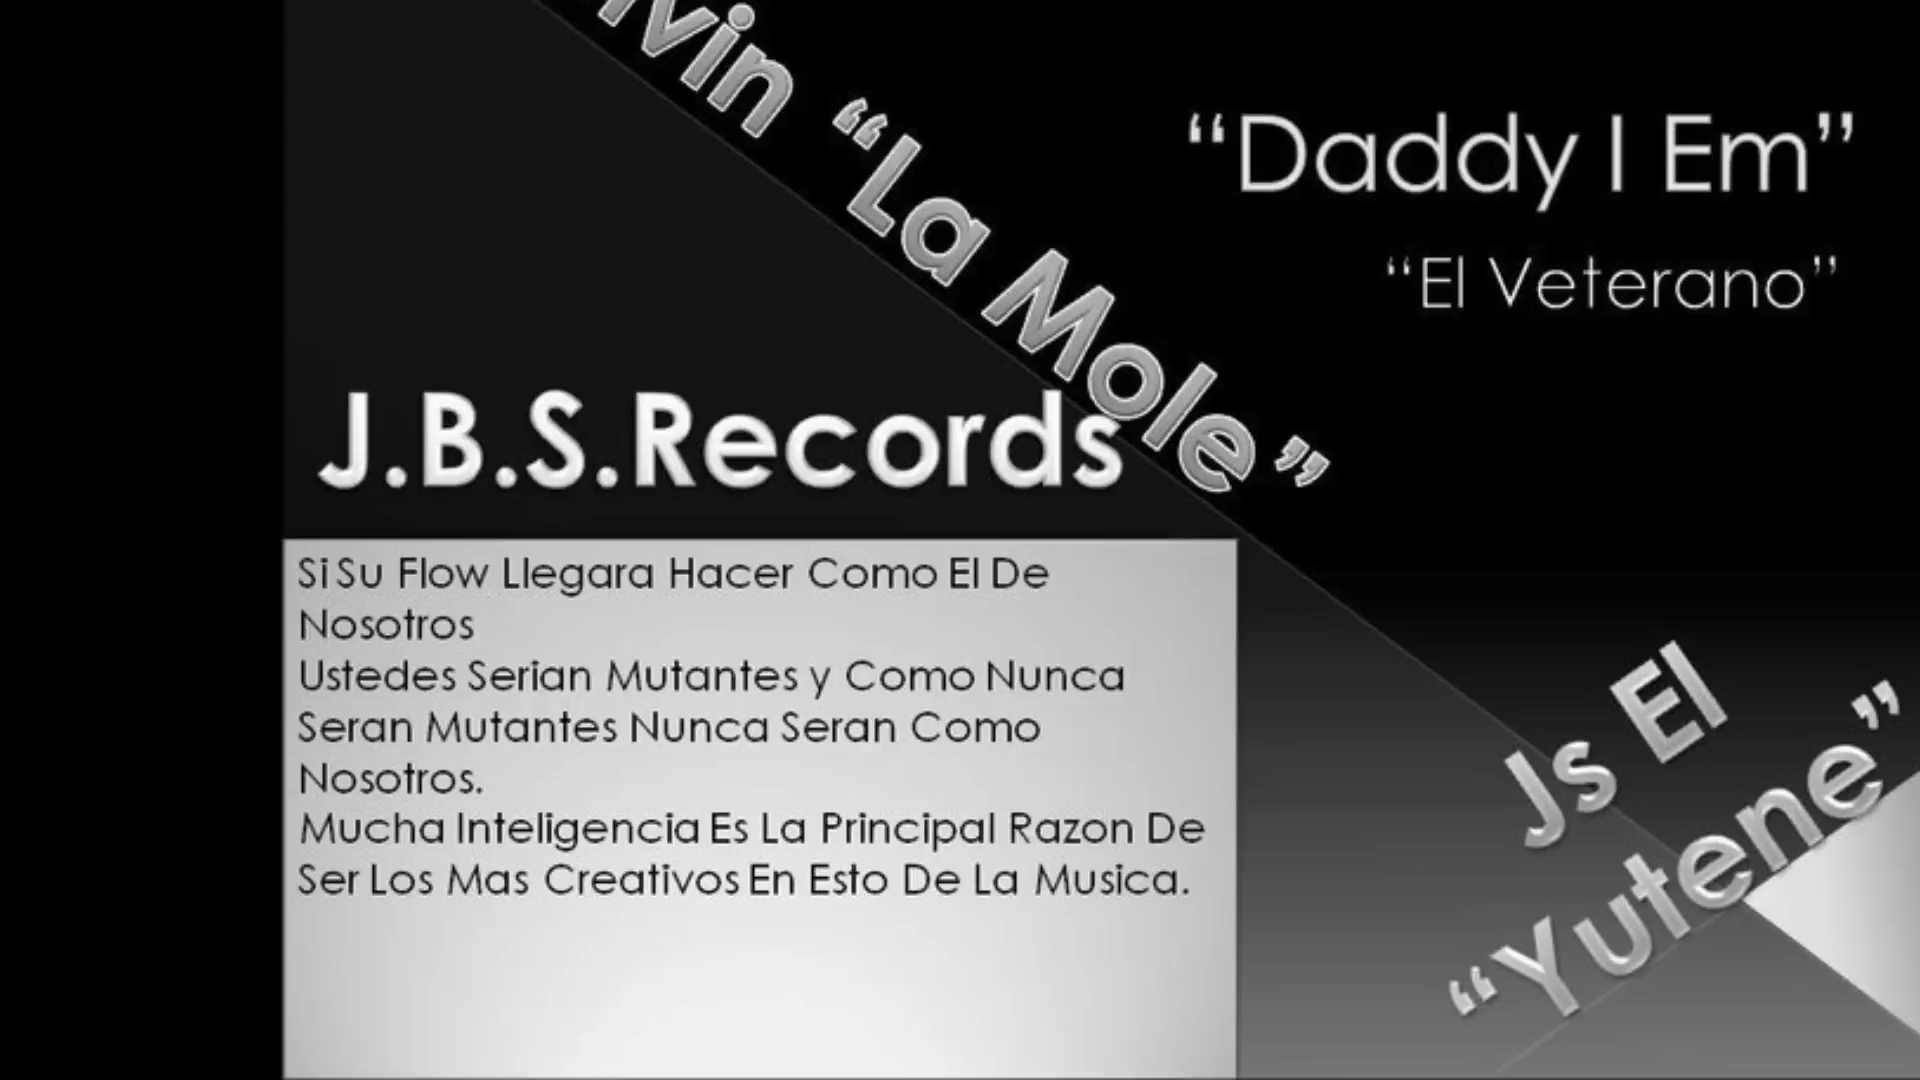 “La Mole”
“Daddy I Em”
“El Veterano”
J.B.S.Records
Si Su Flow Llegara Hacer Como El De
Nosotros
Ustedes Serian Mutantes y Como Nunca
Seran Mutantes Nunca Seran Como
Nosotros.
Mucha Inteligencia Es La Principal Razon De
Ser Los Mas Creativos En Esto De La Musica.
Js El
“Yutene”